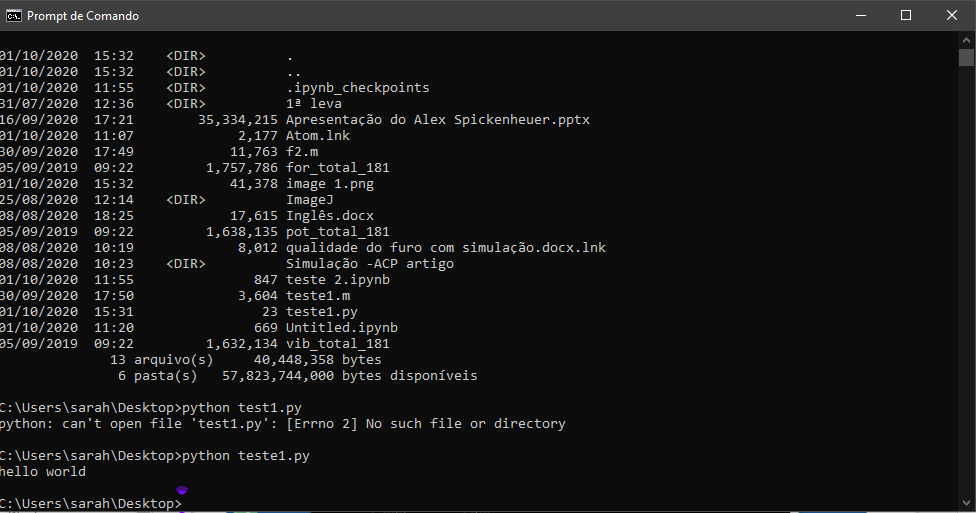 Prompt de Comando
01/10/2020  15:32    <DIR>          .
01/10/2020  15:32    <DIR>          ..
01/10/2020  11:55    <DIR>          .ipynb_checkpoints
31/07/2020  12:36    <DIR>          1ª leva
16/09/2020  17:21        35,334,215 Apresentação do Alex Spickenheuer.pptx
01/10/2020  11:07             2,177 Atom.lnk
30/09/2020  17:49            11,763 f2.m
05/09/2019  09:22         1,757,786 for_total_181
01/10/2020  15:32            41,378 image 1.png
25/08/2020  12:14    <DIR>          ImageJ
08/08/2020  18:25            17,615 Inglês.docx
05/09/2019  09:22         1,638,135 pot_total_181
08/08/2020  10:19             8,012 qualidade do furo com simulação.docx.lnk
08/08/2020  10:23    <DIR>          Simulação -ACP artigo
01/10/2020  11:55               847 teste 2.ipynb
30/09/2020  17:50             3,604 teste1.m
01/10/2020  15:31                23 teste1.py
01/10/2020  11:20               669 Untitled.ipynb
05/09/2019  09:22         1,632,134 vib_total_181
13 arquivo(s)     40,448,358 bytes
6 pasta(s)   57,823,744,000 bytes disponíveis
C:\Users\sarah\Desktop>python test1.py
python: can't open file 'test1.py': [Errno 2] No such file or directory
C:\Users\sarah\Desktop>python teste1.py
hello world
C:\Users\sarah\Desktop>